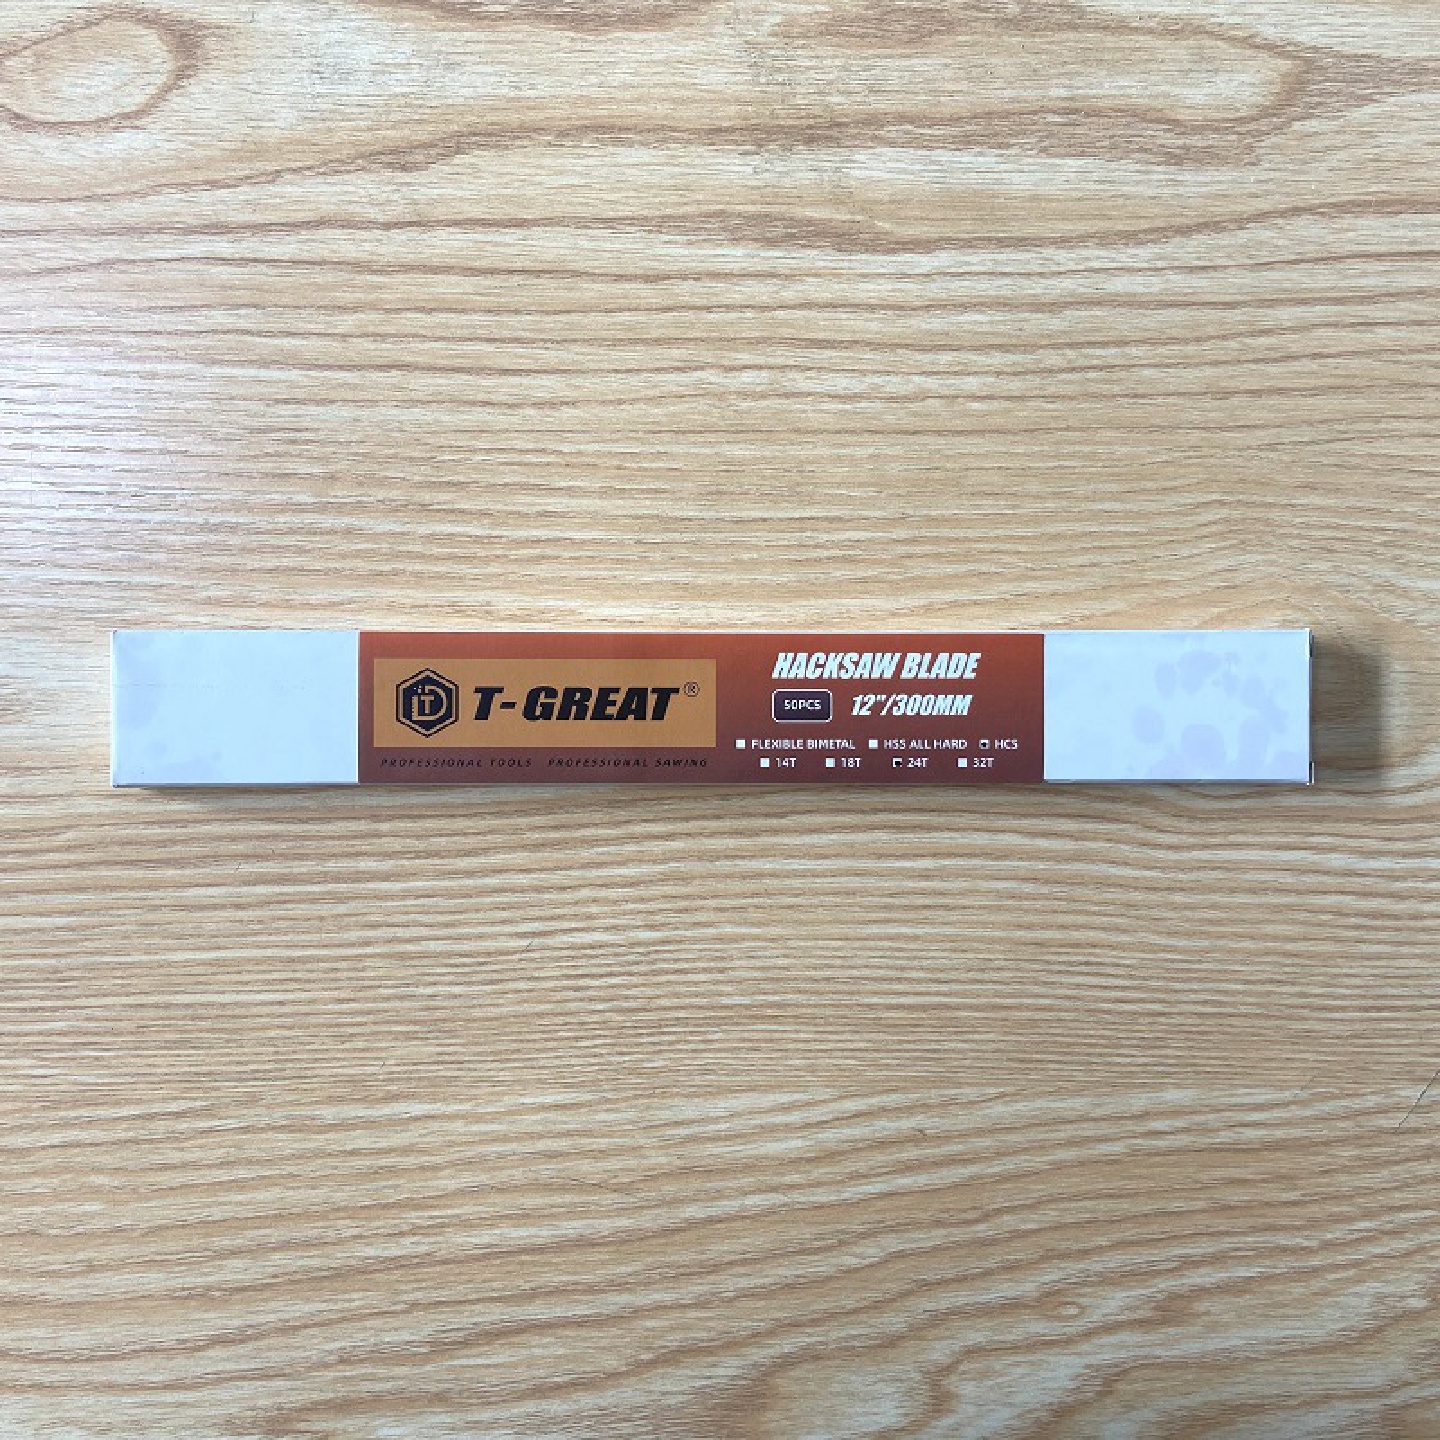 T-GREAT®
PROFESSIONAL TOOLS PROFESSIONAL SAWING
HACKSAW BLADE
50PCS 12"/300MM
FLEXIBLE BIMETAL HSS ALL HARD HCS
14T 18T 24T 32T